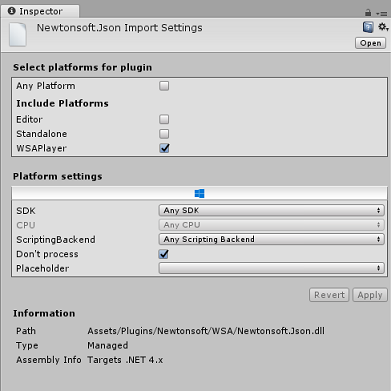 Inspector
Newtonsoft.Json Import Settings
Open
Select platforms for plugin
Any Platform
Include Platforms
Editor
Standalone
WSAPlayer
Platform settings
SDK Any SDK
CPU Any CPU
ScriptingBackend Any Scripting Backend
Don't process
Placeholder
Revert Apply
Information
Path Assets/Plugins/Newtonsoft/WSA/Newtonsoft.Json.dll
Type Managed
Assembly Info Targets .NET 4.x